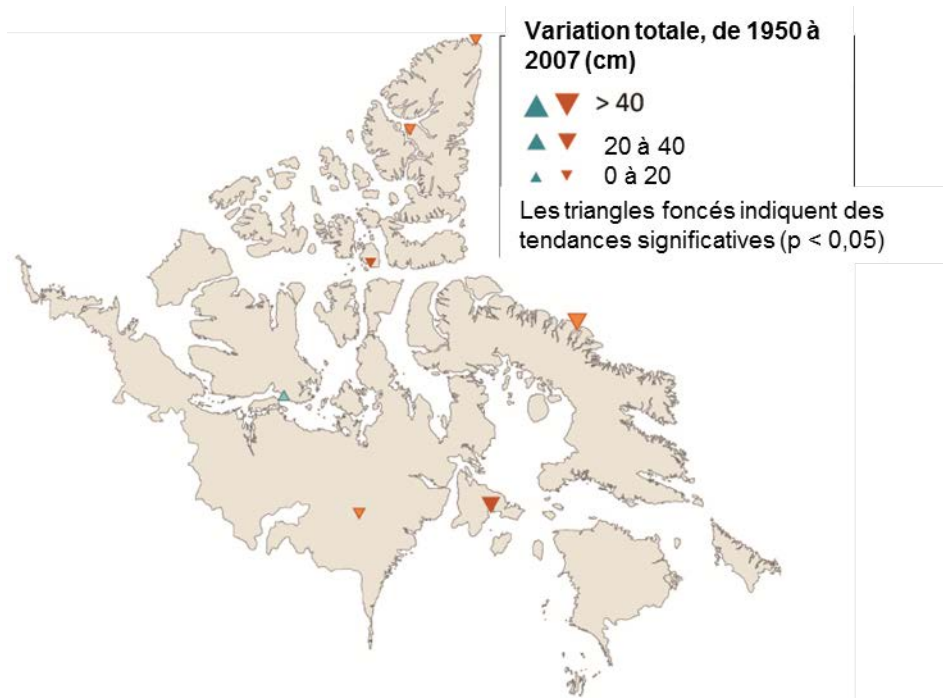 Variation totale, de 1950 à
2007 (cm)
> 40
20 à 40
0 à 20
Les triangles foncés indiquent des
tendances significatives (p < 0,05)